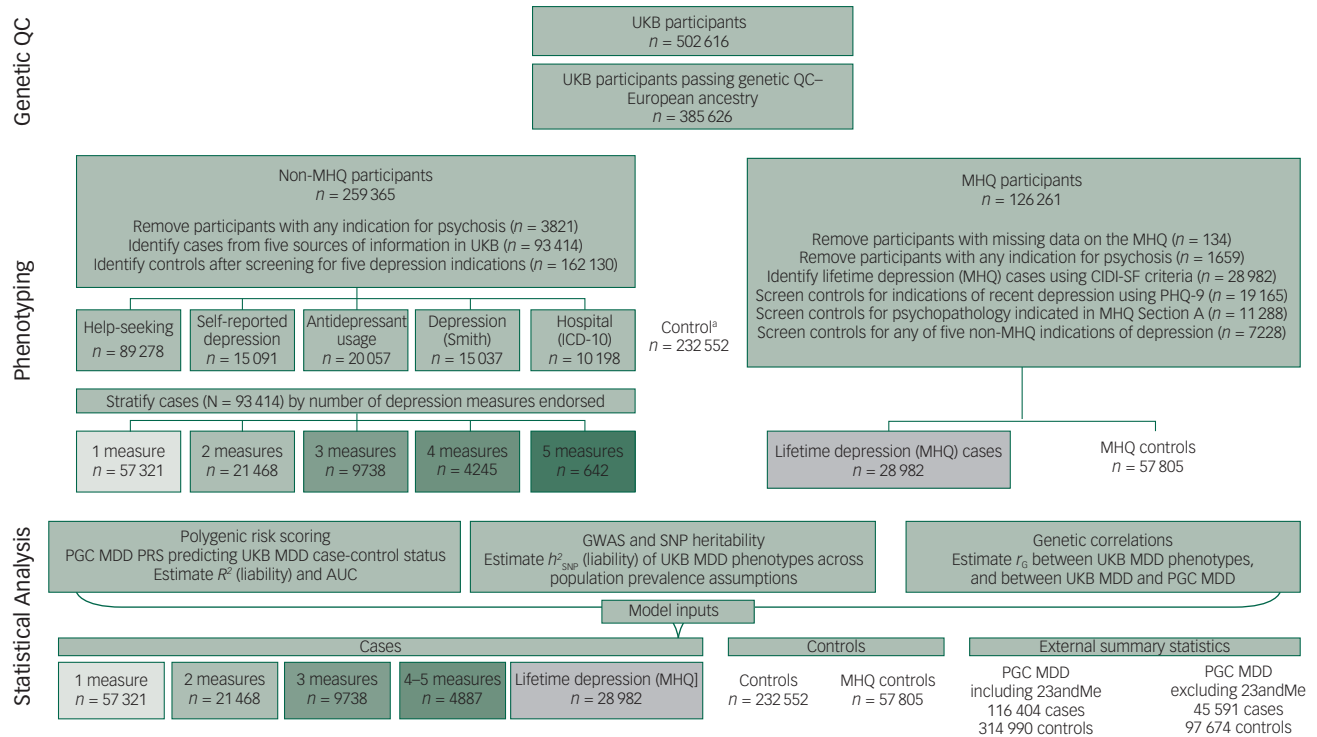 Genetic QC
UKB participants
n = 502 616
UKB participants passing genetic QC–
European ancestry
n = 385 626
Phenotyping
Non-MHQ participants
n = 259 365
Remove participants with any indication for psychosis (n = 3821)
Identify cases from five sources of information in UKB (n = 93 414)
Identify controls after screening for five depression indications (n = 162 130)
MHQ participants
n = 126 261
Remove participants with missing data on the MHQ (n = 134)
Remove participants with any indication for psychosis (n = 1659)
Identify lifetime depression (MHQ) cases using CIDI-SF criteria (n = 28 982)
Screen controls for indications of recent depression using PHQ-9 (n = 19 165)
Screen controls for psychopathology indicated in MHQ Section A (n = 11 288)
Screen controls for any of five non-MHQ indications of depression (n = 7228)
Help-seeking
n = 89 278
Self-reported
depression
n = 15 091
Antidepressant
usage
n = 20 057
Depression
(Smith)
n = 15 037
Hospital
(ICD-10)
n = 10 198
Controlᵃ
n = 232 552
Stratify cases (N = 93 414) by number of depression measures endorsed
1 measure
n = 57 321
2 measures
n = 21 468
3 measures
n = 9738
4 measures
n = 4245
5 measures
n = 642
Lifetime depression (MHQ) cases
n = 28 982
MHQ controls
n = 57 805
Statistical Analysis
Polygenic risk scoring
PGC MDD PRS predicting UKB MDD case-control status
Estimate R² (liability) and AUC
GWAS and SNP heritability
Estimate h²SNP (liability) of UKB MDD phenotypes across
population prevalence assumptions
Genetic correlations
Estimate rG between UKB MDD phenotypes,
and between UKB MDD and PGC MDD
Model inputs
Cases
1 measure
n = 57 321
2 measures
n = 21 468
3 measures
n = 9738
4–5 measures
n = 4887
Lifetime depression (MHQ]
n = 28 982
Controls
Controls
n = 232 552
MHQ controls
n = 57 805
External summary statistics
PGC MDD
including 23andMe
116 404 cases
314 990 controls
PGC MDD
excluding 23andMe
45 591 cases
97 674 controls